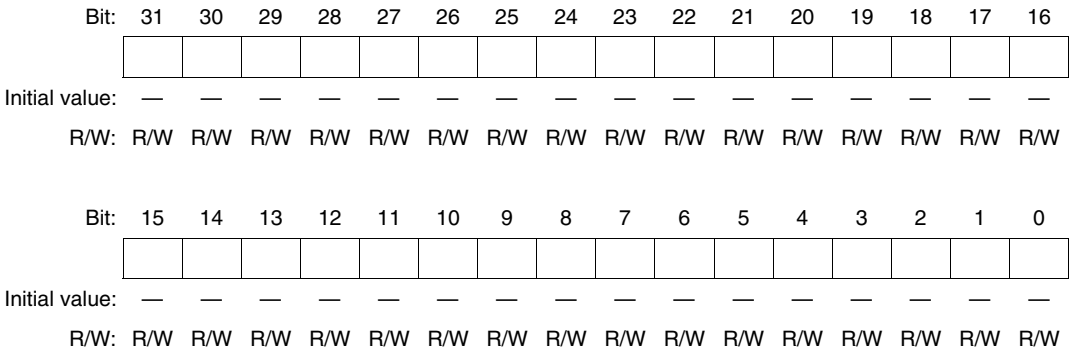 Bit: 31 30 29 28 27 26 25 24 23 22 21 20 19 18 17 16
Initial value: — — — — — — — — — — — — — — — —
R/W: R/W R/W R/W R/W R/W R/W R/W R/W R/W R/W R/W R/W R/W R/W R/W R/W
Bit: 15 14 13 12 11 10 9 8 7 6 5 4 3 2 1 0
Initial value: — — — — — — — — — — — — — — — —
R/W: R/W R/W R/W R/W R/W R/W R/W R/W R/W R/W R/W R/W R/W R/W R/W R/W